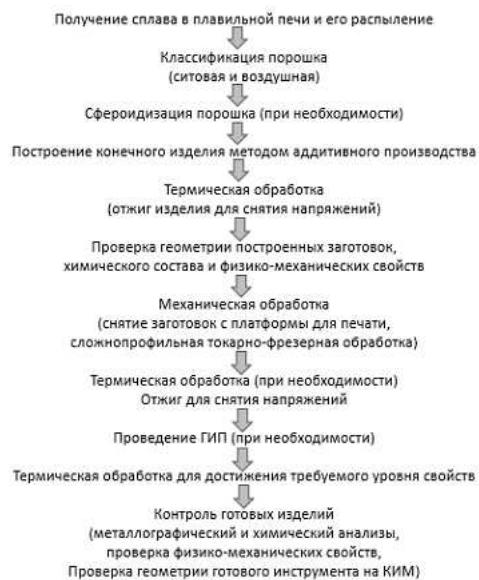 Получение сплава в плавильной печи и его распыление
Классификация порошка
(ситовая и воздушная)
Сфероидизация порошка (при необходимости)
Построение конечного изделия методом аддитивного производства
Термическая обработка
(отжиг изделия для снятия напряжений)
Проверка геометрии построенных заготовок,
химического состава и физико-механических свойств
Механическая обработка
(снятие заготовок с платформы для печати,
сложнопрофильная токарно-фрезерная обработка)
Термическая обработка (при необходимости)
Отжиг для снятия напряжений
Проведение ГИП (при необходимости)
Термическая обработка для достижения требуемого уровня свойств
Контроль готовых изделий
(металлографический и химический анализы,
проверка физико-механических свойств,
Проверка геометрии готового инструмента на КИМ)